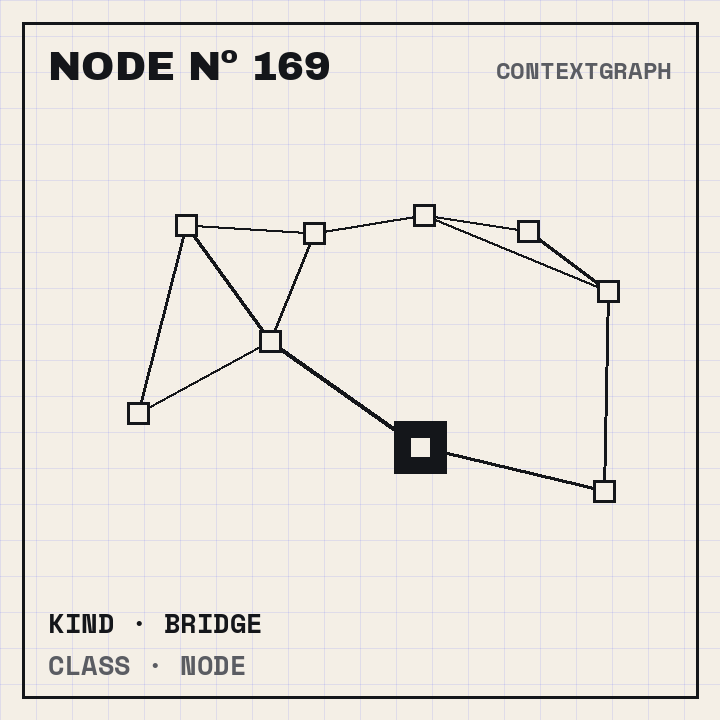 NODE Nº 169
CONTEXTGRAPH
KIND · BRIDGE
CLASS · NODE